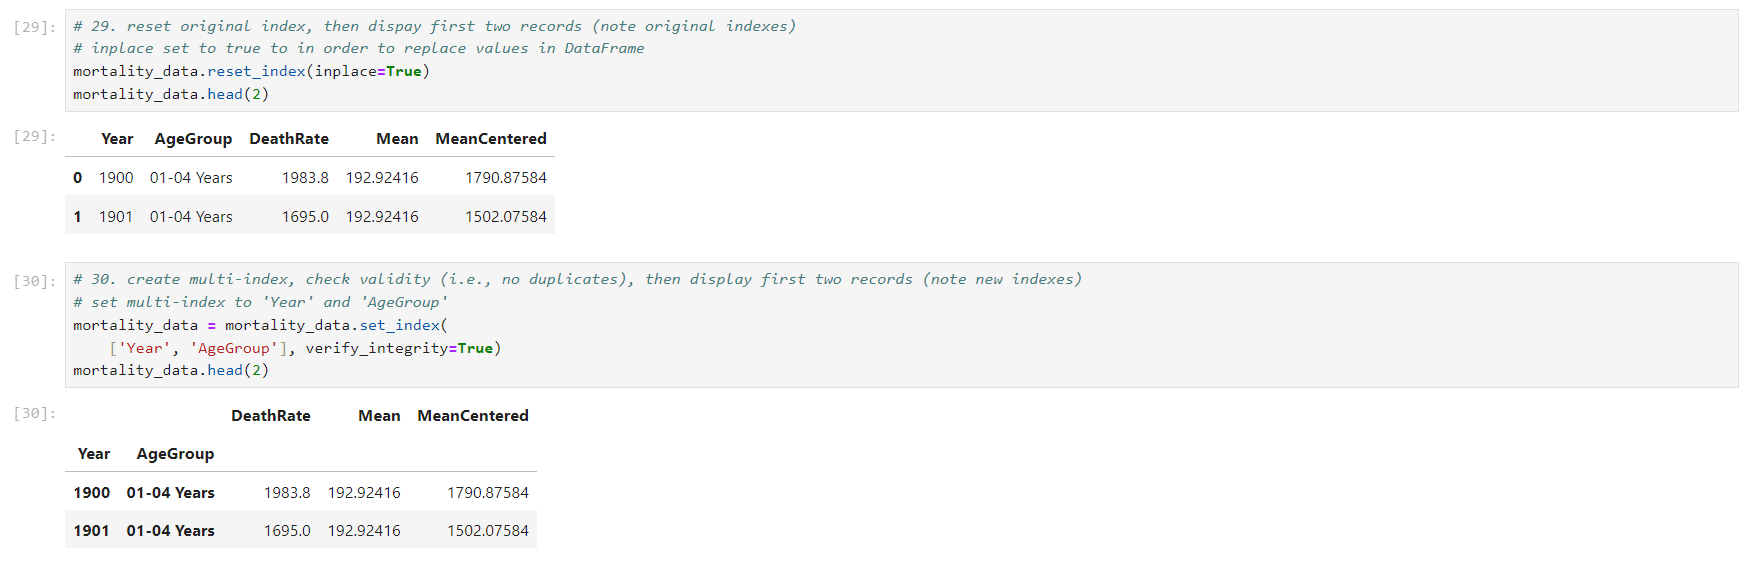 [29]: # 29. reset original index, then dispay first two records (note original indexes)
# inplace set to true to in order to replace values in DataFrame
mortality_data.reset_index(inplace=True)
mortality_data.head(2)
[29]: Year AgeGroup DeathRate Mean MeanCentered
0 1900 01-04 Years 1983.8 192.92416 1790.87584
1 1901 01-04 Years 1695.0 192.92416 1502.07584
[30]: # 30. create multi-index, check validity (i.e., no duplicates), then display first two records (note new indexes)
# set multi-index to 'Year' and 'AgeGroup'
mortality_data = mortality_data.set_index(
['Year', 'AgeGroup'], verify_integrity=True)
mortality_data.head(2)
[30]: DeathRate Mean MeanCentered
Year AgeGroup
1900 01-04 Years 1983.8 192.92416 1790.87584
1901 01-04 Years 1695.0 192.92416 1502.07584